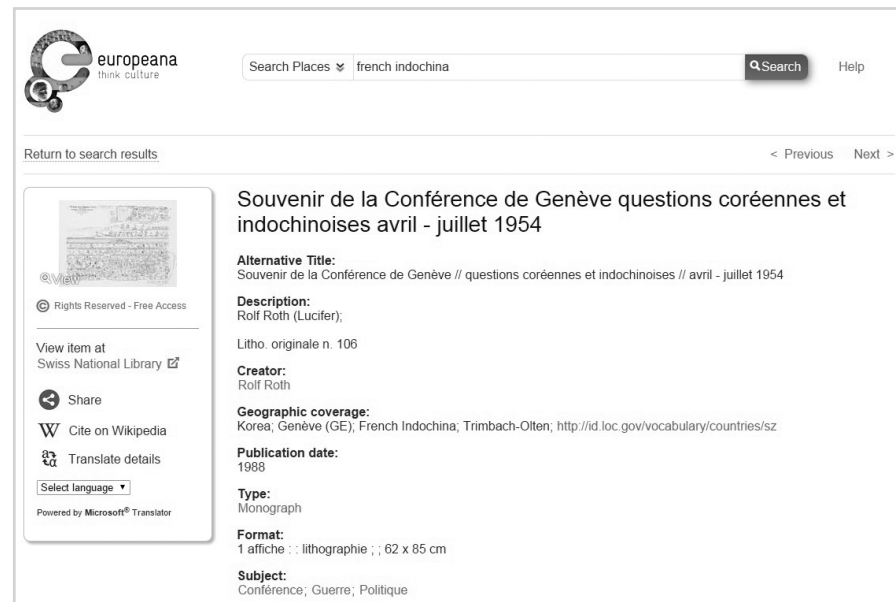 europeana
think culture
Search Places
french indochina
Search
Help
Return to search results
< Previous
Next >
View
© Rights Reserved - Free Access
View item at
Swiss National Library
Share
W Cite on Wikipedia
Translate details
Select language
Powered by Microsoft® Translator
Souvenir de la Conférence de Genève questions coréennes et
indochinoises avril - juillet 1954
Alternative Title:
Souvenir de la Conférence de Genève // questions coréennes et indochinoises // avril - juillet 1954
Description:
Rolf Roth (Lucifer);
Litho. originale n. 106
Creator:
Rolf Roth
Geographic coverage:
Korea; Genève (GE); French Indochina; Trimbach-Olten; http://id.loc.gov/vocabulary/countries/sz
Publication date:
1988
Type:
Monograph
Format:
1 affiche : : lithographie ; ; 62 x 85 cm
Subject:
Conférence; Guerre; Politique